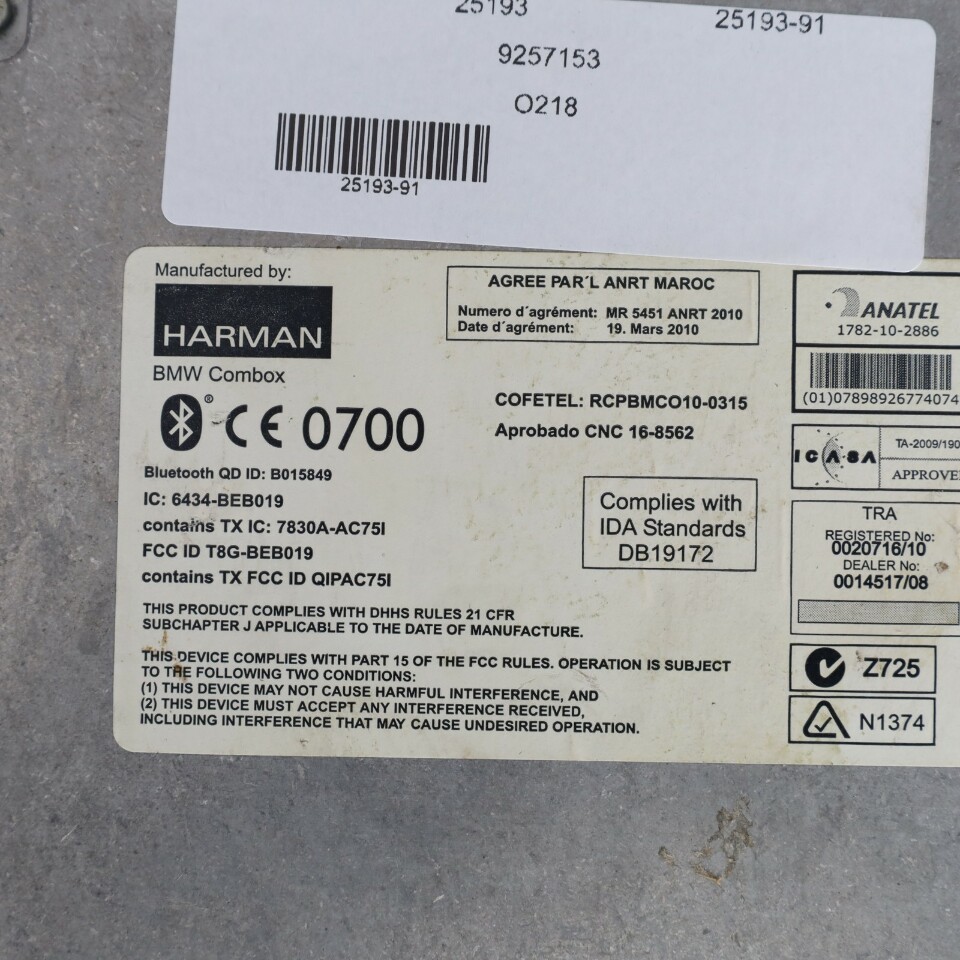 25193
25193-91
9257153
O218
25193-91
Manufactured by:
HARMAN
BMW Combox
CE 0700
Bluetooth QD ID: B015849
IC: 6434-BEB019
contains TX IC: 7830A-AC75I
FCC ID T8G-BEB019
contains TX FCC ID QIPAC75I
THIS PRODUCT COMPLIES WITH DHHS RULES 21 CFR
SUBCHAPTER J APPLICABLE TO THE DATE OF MANUFACTURE.
THIS DEVICE COMPLIES WITH PART 15 OF THE FCC RULES. OPERATION IS SUBJECT
TO THE FOLLOWING TWO CONDITIONS:
(1) THIS DEVICE MAY NOT CAUSE HARMFUL INTERFERENCE, AND
(2) THIS DEVICE MUST ACCEPT ANY INTERFERENCE RECEIVED,
INCLUDING INTERFERENCE THAT MAY CAUSE UNDESIRED OPERATION.
AGREE PAR´L ANRT MAROC
Numero d´agrément: MR 5451 ANRT 2010
Date d´agrément: 19. Mars 2010
COFETEL: RCPBMCO10-0315
Aprobado CNC 16-8562
Complies with
IDA Standards
DB19172
ANATEL
1782-10-2886
(01)07898926774074
ICASA
TA-2009/190
APPROVE
TRA
REGISTERED No:
0020716/10
DEALER No:
0014517/08
Z725
N1374